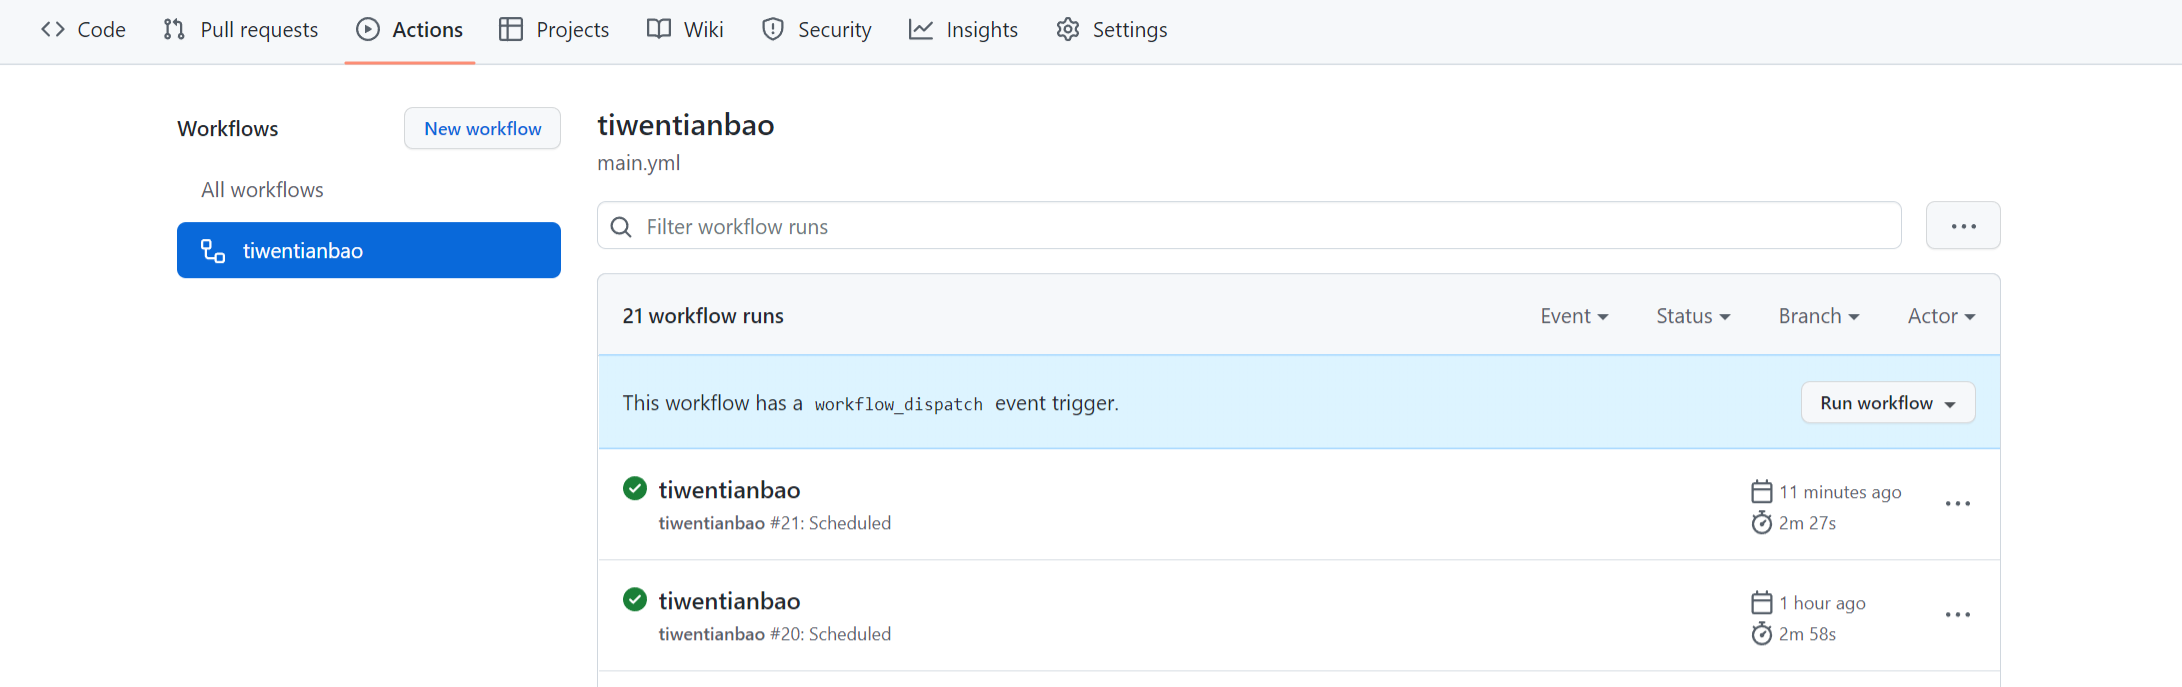 Code Pull requests Actions Projects Wiki Security Insights Settings
Workflows
New workflow
All workflows
tiwentianbao
tiwentianbao
main.yml
Filter workflow runs
21 workflow runs
Event Status Branch Actor
This workflow has a workflow_dispatch event trigger.
Run workflow
tiwentianbao
tiwentianbao #21: Scheduled
11 minutes ago
2m 27s
tiwentianbao
tiwentianbao #20: Scheduled
1 hour ago
2m 58s